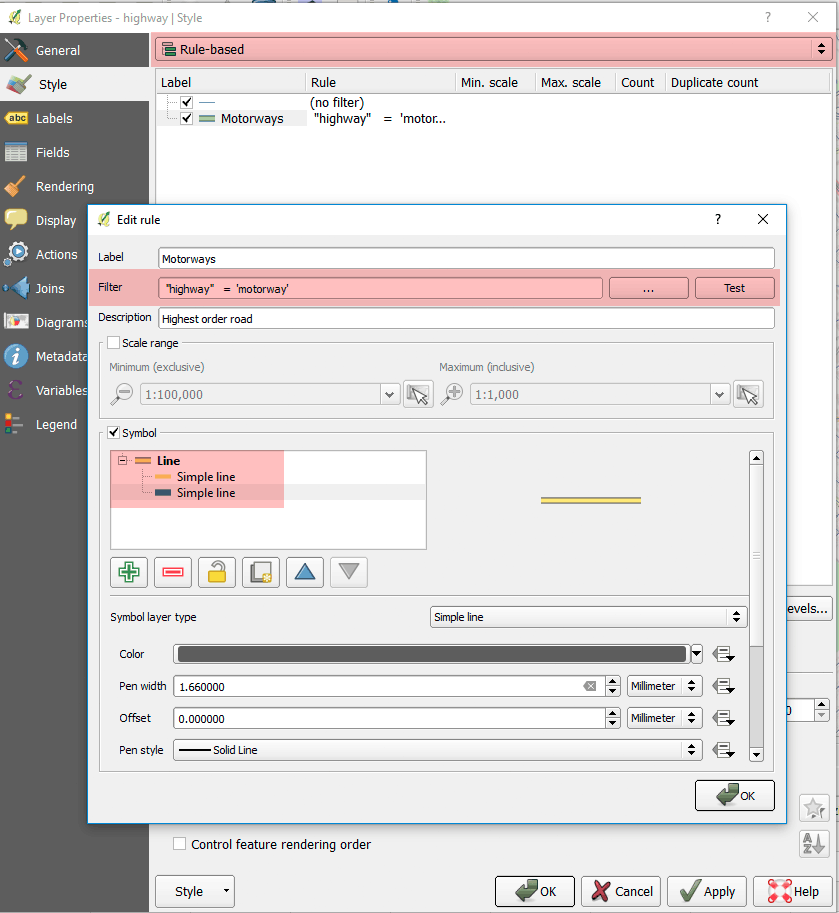 Layer Properties - highway | Style
General
Style
Labels
Fields
Rendering
Display
Actions
Joins
Diagrams
Metadata
Variables
Legend
Rule-based
Label Rule Min. scale Max. scale Count Duplicate count
(no filter)
Motorways "highway" = 'motor...
Edit rule
Label Motorways
Filter "highway" = 'motorway' ... Test
Description Highest order road
Scale range
Minimum (exclusive) Maximum (inclusive)
1:100,000 1:1,000
Symbol
Line
Simple line
Simple line
Symbol layer type Simple line
Color
Pen width 1.660000 Millimeter
Offset 0.000000 Millimeter
Pen style Solid Line
OK
evels...
0
Control feature rendering order
Style OK Cancel Apply Help
abc
A
Z